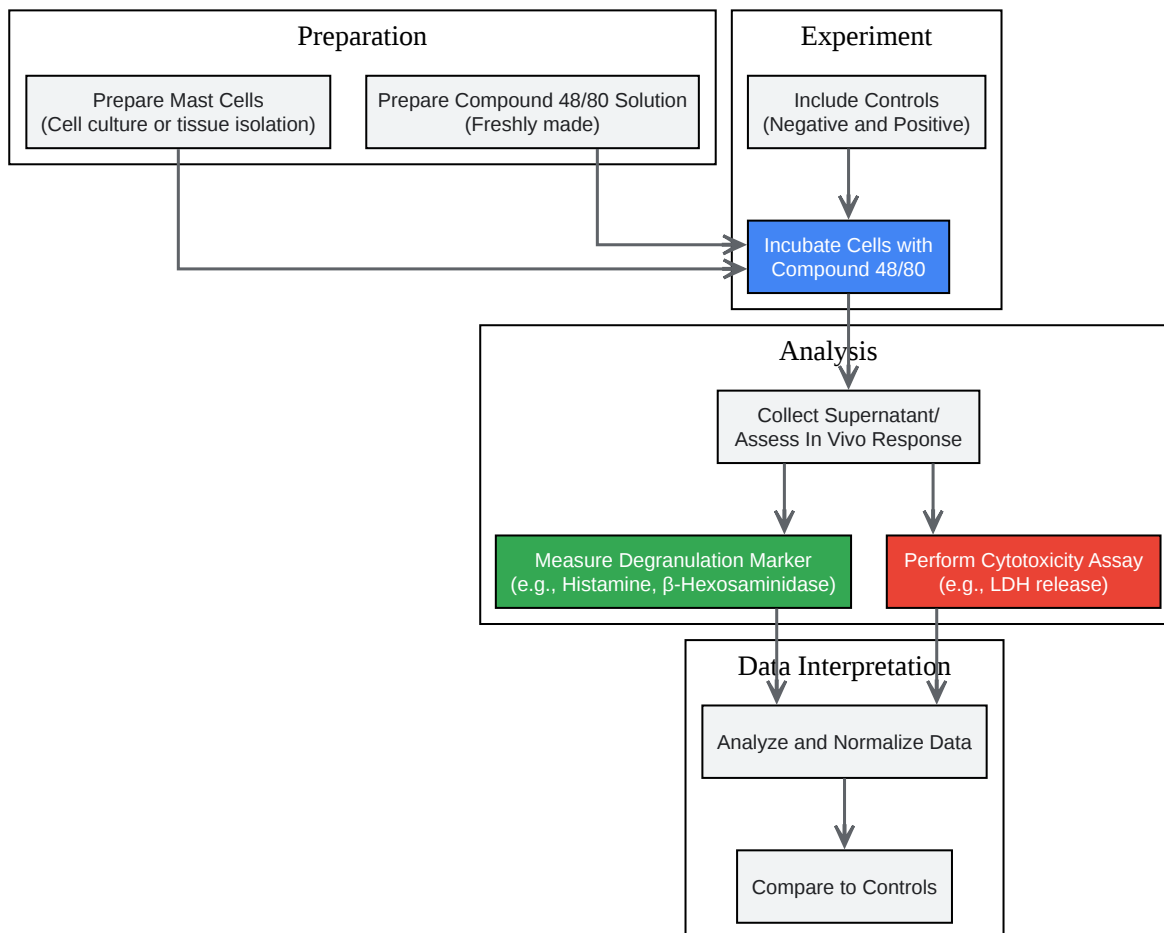 Preparation
Prepare Mast Cells
(Cell culture or tissue isolation)
Prepare Compound 48/80 Solution
(Freshly made)
Experiment
Include Controls
(Negative and Positive)
Incubate Cells with
Compound 48/80
Analysis
Collect Supernatant/
Assess In Vivo Response
Measure Degranulation Marker
(e.g., Histamine, β-Hexosaminidase)
Perform Cytotoxicity Assay
(e.g., LDH release)
Data Interpretation
Analyze and Normalize Data
Compare to Controls